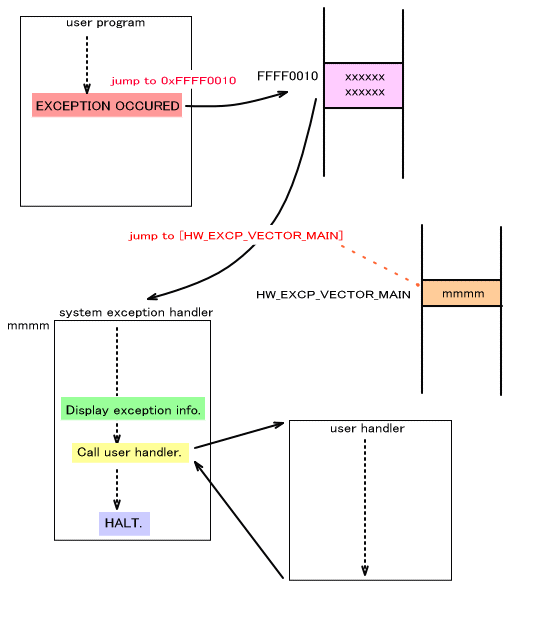 user program
jump to 0xFFFF0010
EXCEPTION OCCURED
FFFF0010
xxxxxx
xxxxxx
jump to [HW_EXCP_VECTOR_MAIN]
HW_EXCP_VECTOR_MAIN
mmmm
system exception handler
mmmm
Display exception info.
Call user handler.
HALT.
user handler